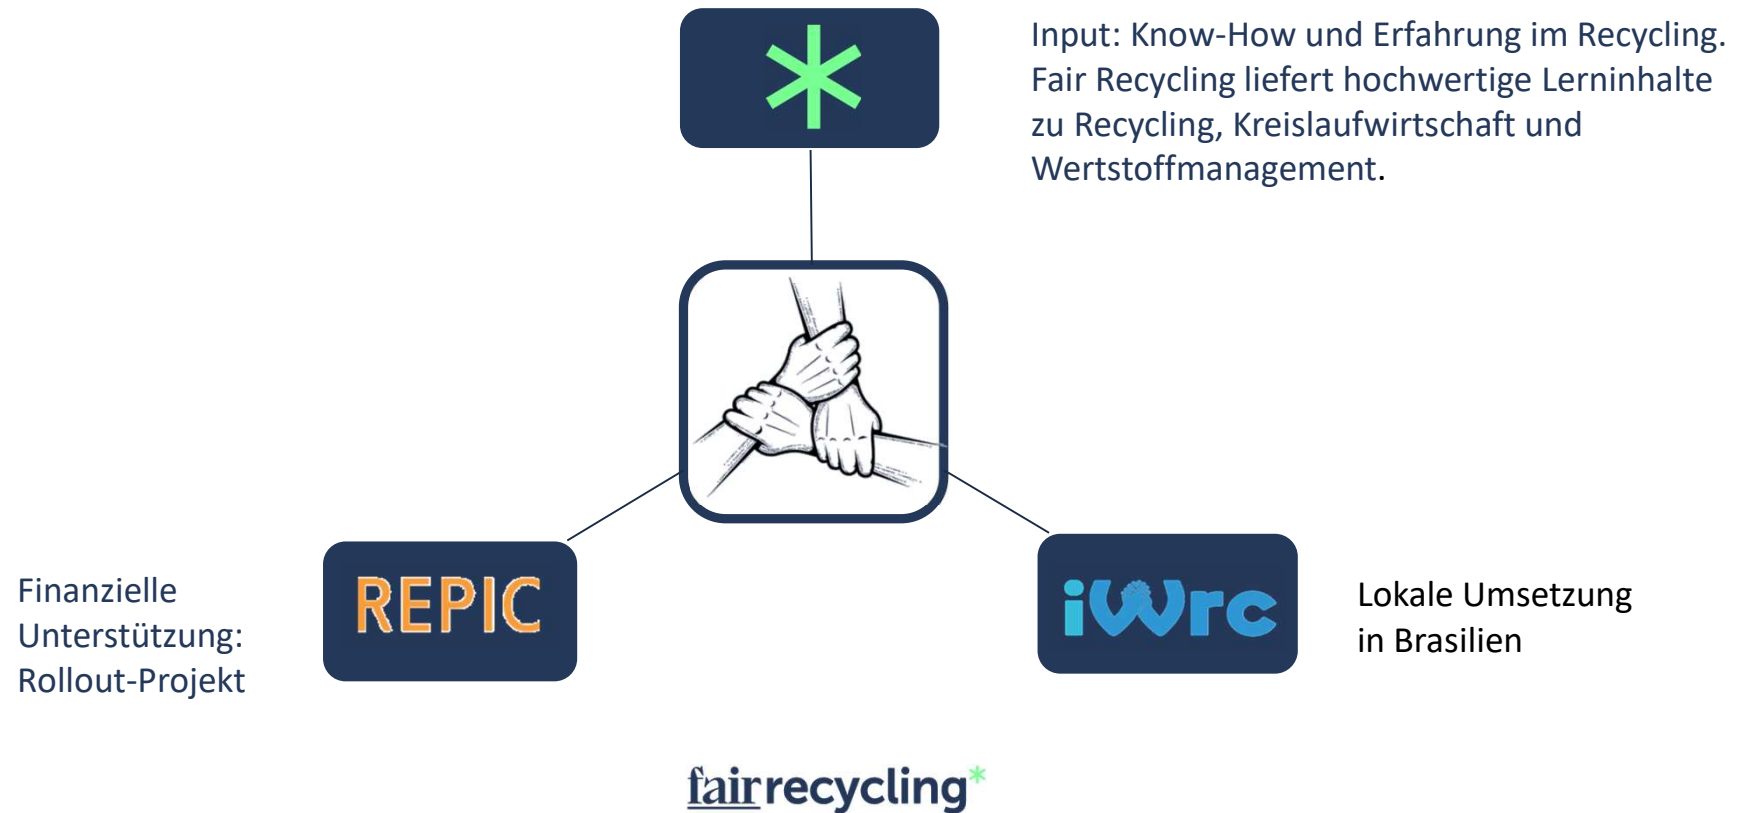 Input: Know-How und Erfahrung im Recycling.
Fair Recycling liefert hochwertige Lerninhalte
zu Recycling, Kreislaufwirtschaft und
Wertstoffmanagement.
Finanzielle
Unterstützung:
Rollout-Projekt
REPIC
iWrc
Lokale Umsetzung
in Brasilien
fairrecycling*